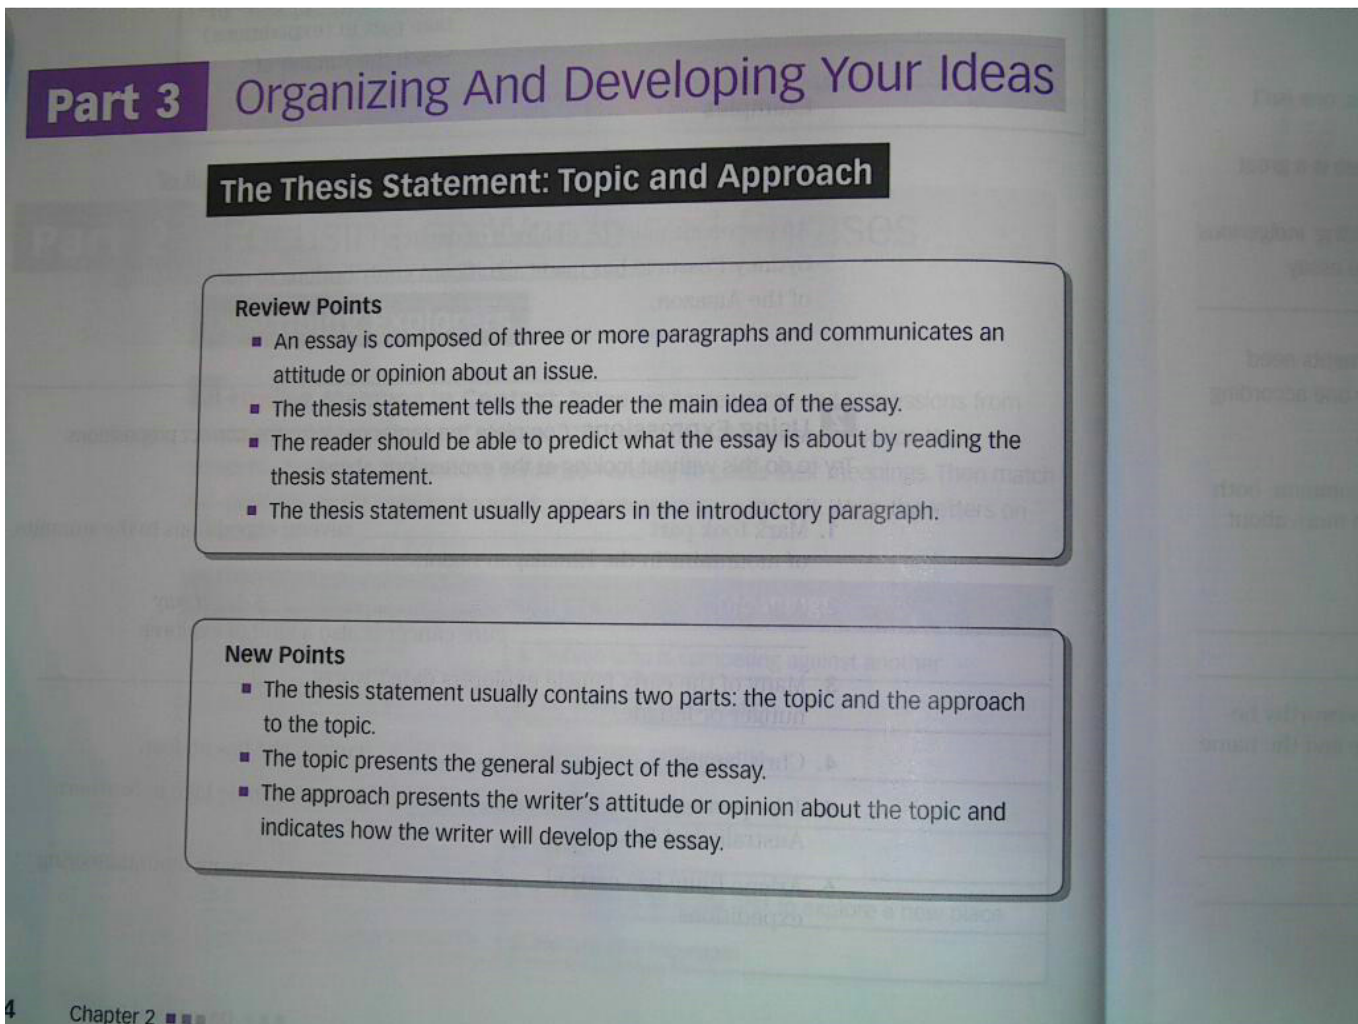 Part 3 Organizing And Developing Your Ideas
The Thesis Statement: Topic and Approach
Review Points
■ An essay is composed of three or more paragraphs and communicates an
attitude or opinion about an issue.
■ The thesis statement tells the reader the main idea of the essay.
■ The reader should be able to predict what the essay is about by reading the
thesis statement.
■ The thesis statement usually appears in the introductory paragraph.
New Points
■ The thesis statement usually contains two parts: the topic and the approach
to the topic.
■ The topic presents the general subject of the essay.
■ The approach presents the writer's attitude or opinion about the topic and
indicates how the writer will develop the essay.
4 Chapter 2